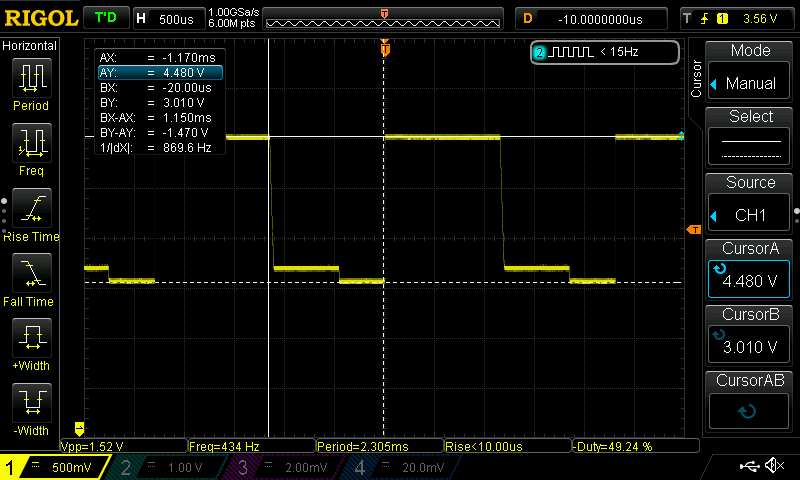 RIGOL T'D H 500us 1.00GSa/s 6.00M pts T D -10.0000000us T 1 3.56 V
Horizontal
Period
Freq
Rise Time
Fall Time
+Width
-Width
AX: = -1.170ms
AY: = 4.480 V
BX: = -20.00us
BY: = 3.010 V
BX-AX: = 1.150ms
BY-AY: = -1.470 V
1/|dX|: = 869.6 Hz
T
2 < 15Hz
T
Cursor
Mode
Manual
Select
Source
CH1
CursorA
4.480 V
CursorB
3.010 V
CursorAB
Vpp=1.52 V Freq=434 Hz Period=2.305ms Rise<10.00us -Duty=49.24 %
1 500mV 2 1.00 V 3 2.00mV 4 20.0mV